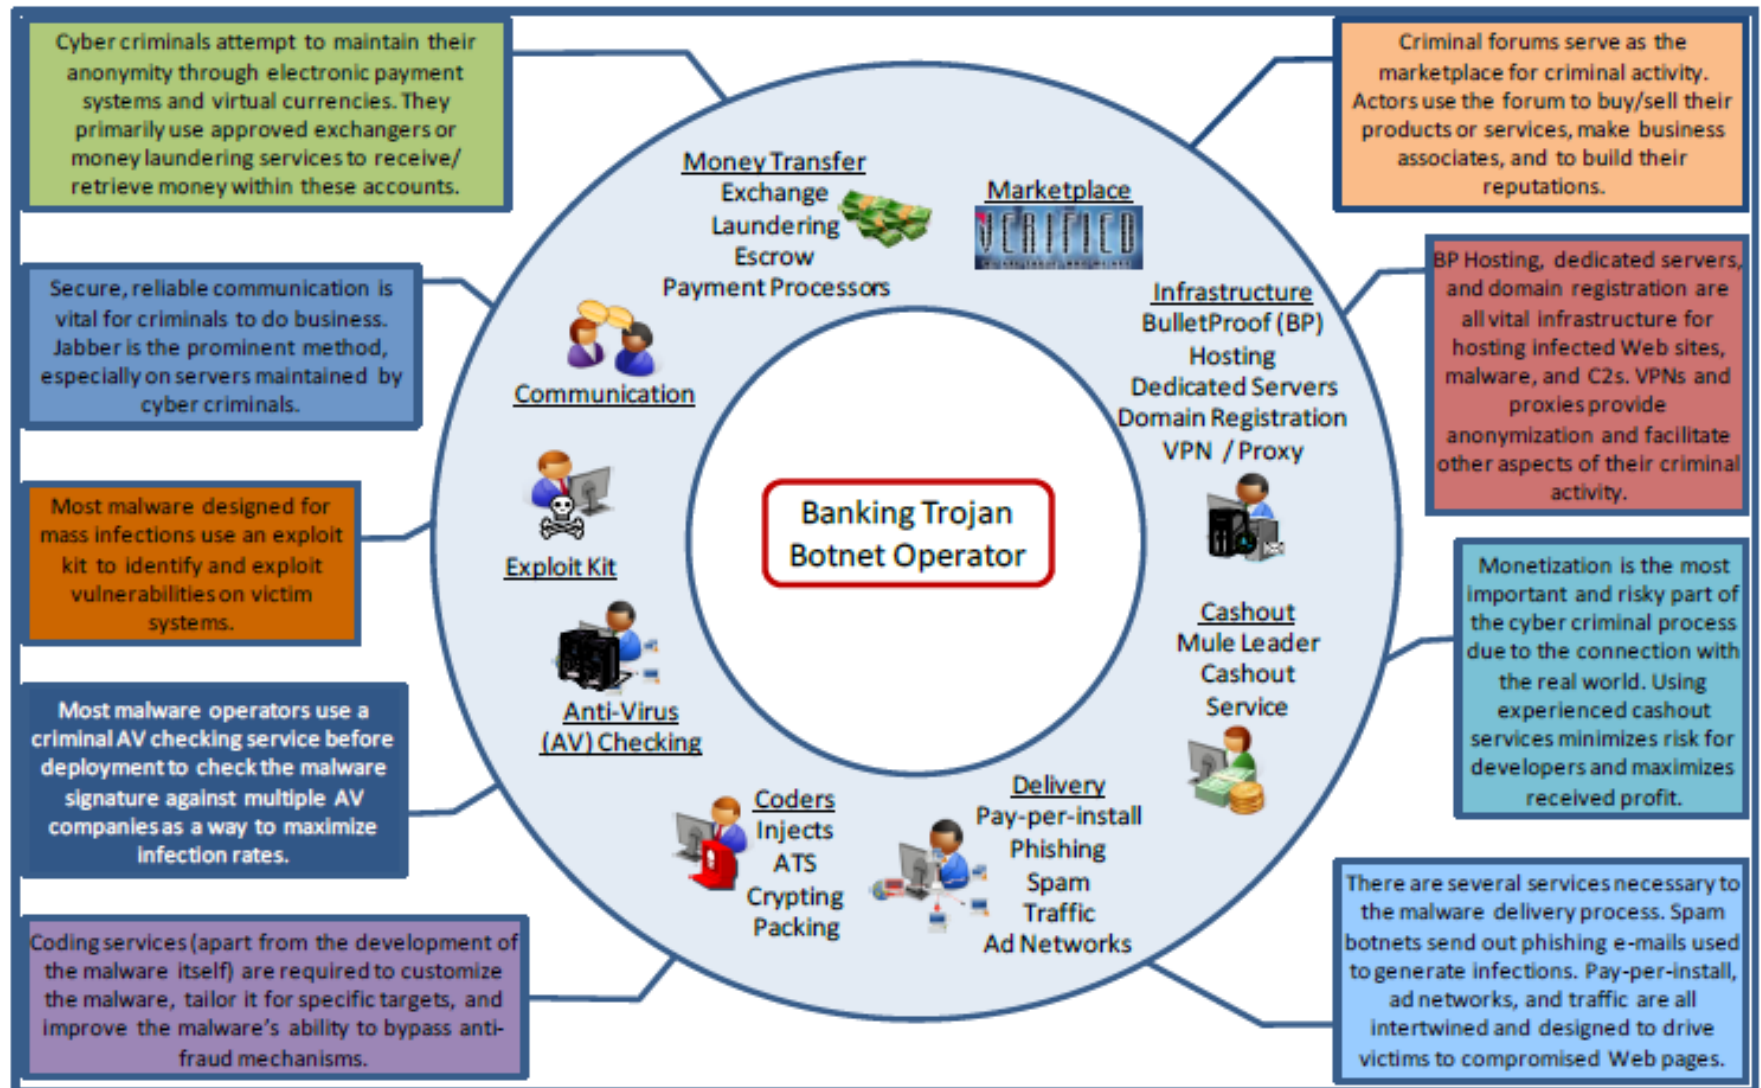 Cyber criminals attempt to maintain their
anonymity through electronic payment
systems and virtual currencies. They
primarily use approved exchangers or
money laundering services to receive/
retrieve money within these accounts.
Secure, reliable communication is
vital for criminals to do business.
Jabber is the prominent method,
especially on servers maintained by
cyber criminals.
Most malware designed for
mass infections use an exploit
kit to identify and exploit
vulnerabilities on victim
systems.
Most malware operators use a
criminal AV checking service before
deployment to check the malware
signature against multiple AV
companies as a way to maximize
infection rates.
Coding services (apart from the development of
the malware itself) are required to customize
the malware, tailor it for specific targets, and
improve the malware's ability to bypass anti-
fraud mechanisms.
Money Transfer
Exchange
Laundering
Escrow
Payment Processors
Marketplace
VERIFIED
Infrastructure
BulletProof (BP)
Hosting
Dedicated Servers
Domain Registration
VPN / Proxy
Communication
Exploit Kit
Anti-Virus
(AV) Checking
Banking Trojan
Botnet Operator
Cashout
Mule Leader
Cashout
Service
Coders
Injects
ATS
Crypting
Packing
Delivery
Pay-per-install
Phishing
Spam
Traffic
Ad Networks
Criminal forums serve as the
marketplace for criminal activity.
Actors use the forum to buy/sell their
products or services, make business
associates, and to build their
reputations.
BP Hosting, dedicated servers,
and domain registration are
all vital infrastructure for
hosting infected Web sites,
malware, and C2s. VPNs and
proxies provide
anonymization and facilitate
other aspects of their criminal
activity.
Monetization is the most
important and risky part of
the cyber criminal process
due to the connection with
the real world. Using
experienced cashout
services minimizes risk for
developers and maximizes
received profit.
There are several services necessary to
the malware delivery process. Spam
botnets send out phishing e-mails used
to generate infections. Pay-per-install,
ad networks, and traffic are all
intertwined and designed to drive
victims to compromised Web pages.